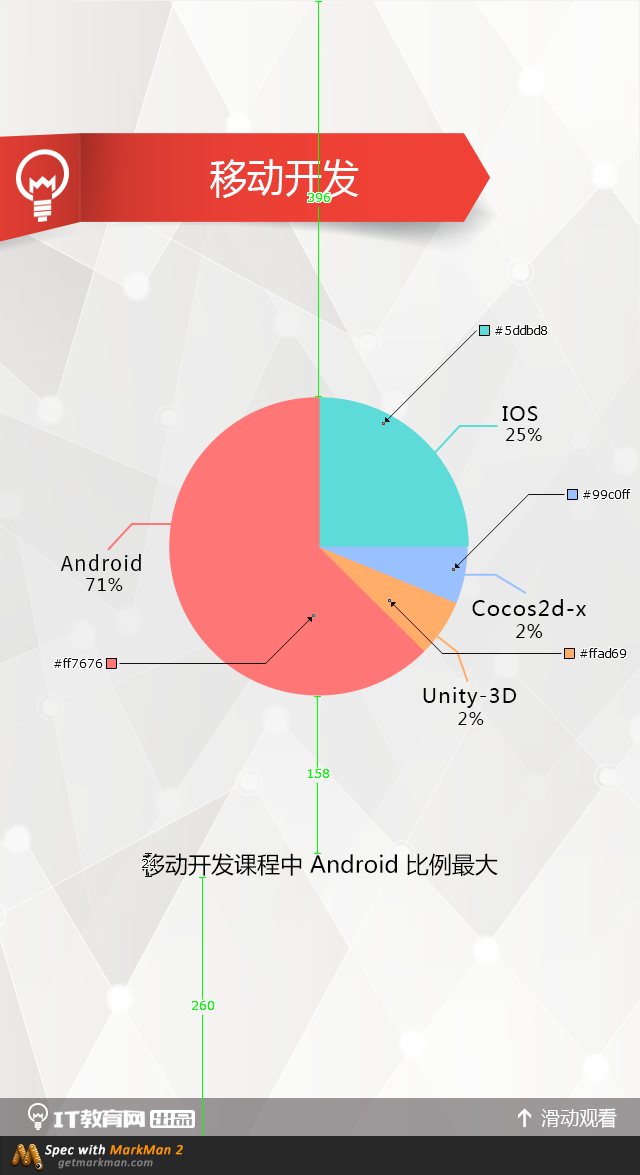 移动开发
396
#5ddbd8
IOS
25%
#99c0ff
Android
71%
Cocos2d-x
2%
#ffad69
#ff7676
Unity-3D
2%
158
24
移动开发课程中 Android 比例最大
260
IT教育网 出品
滑动观看
Spec with MarkMan 2
getmarkman.com